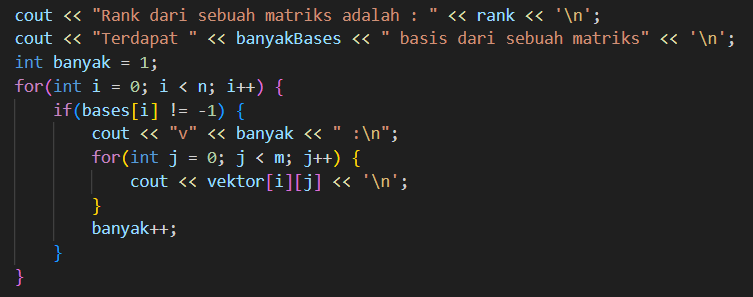 cout << "Rank dari sebuah matriks adalah : " << rank << '\n';
cout << "Terdapat " << banyakBases << " basis dari sebuah matriks" << '\n';
int banyak = 1;
for(int i = 0; i < n; i++) {
    if(bases[i] != -1) {
        cout << "v" << banyak << " :\n";
        for(int j = 0; j < m; j++) {
            cout << vektor[i][j] << '\n';
        }
        banyak++;
    }
}